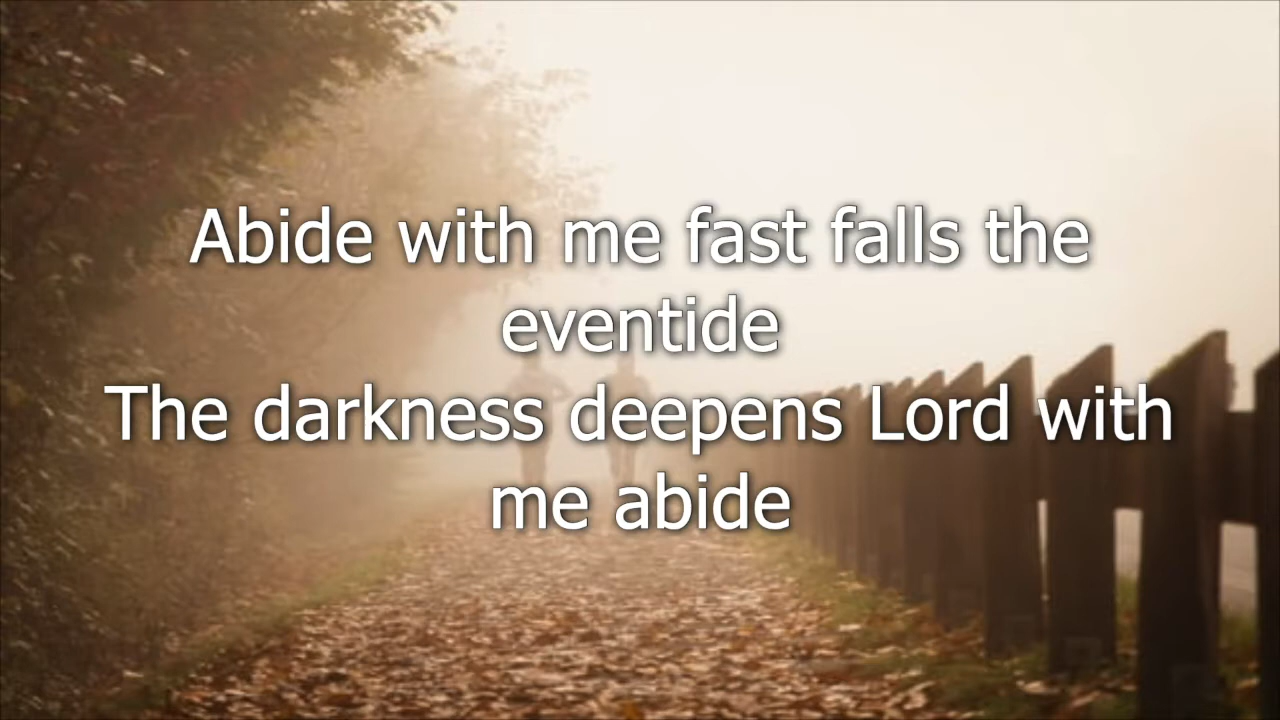 Abide with me fast falls the
eventide
The darkness deepens Lord with
me abide